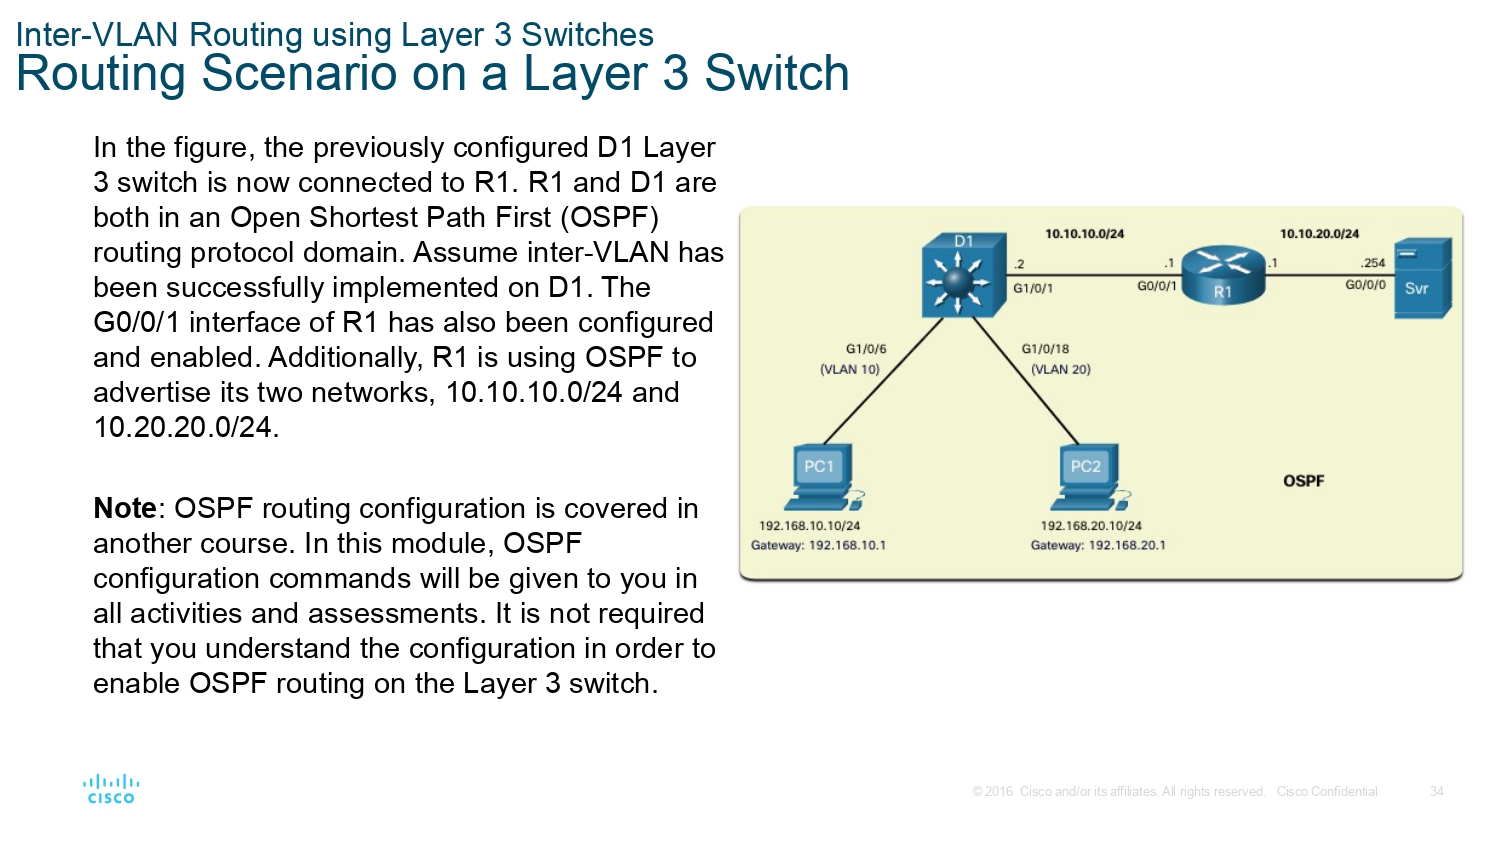 Inter-VLAN Routing using Layer 3 Switches
Routing Scenario on a Layer 3 Switch
In the figure, the previously configured D1 Layer
3 switch is now connected to R1. R1 and D1 are
both in an Open Shortest Path First (OSPF)
routing protocol domain. Assume inter-VLAN has
been successfully implemented on D1. The
G0/0/1 interface of R1 has also been configured
and enabled. Additionally, R1 is using OSPF to
advertise its two networks, 10.10.10.0/24 and
10.20.20.0/24.
Note: OSPF routing configuration is covered in
another course. In this module, OSPF
configuration commands will be given to you in
all activities and assessments. It is not required
that you understand the configuration in order to
enable OSPF routing on the Layer 3 switch.
D1
10.10.10.0/24
10.10.20.0/24
.2
.1
.1
.254
G1/0/1
G0/0/1
R1
G0/0/0
Svr
G1/0/6
(VLAN 10)
G1/0/18
(VLAN 20)
PC1
PC2
OSPF
192.168.10.10/24
Gateway: 192.168.10.1
192.168.20.10/24
Gateway: 192.168.20.1
CISCO
© 2016 Cisco and/or its affiliates. All rights reserved. Cisco Confidential
34